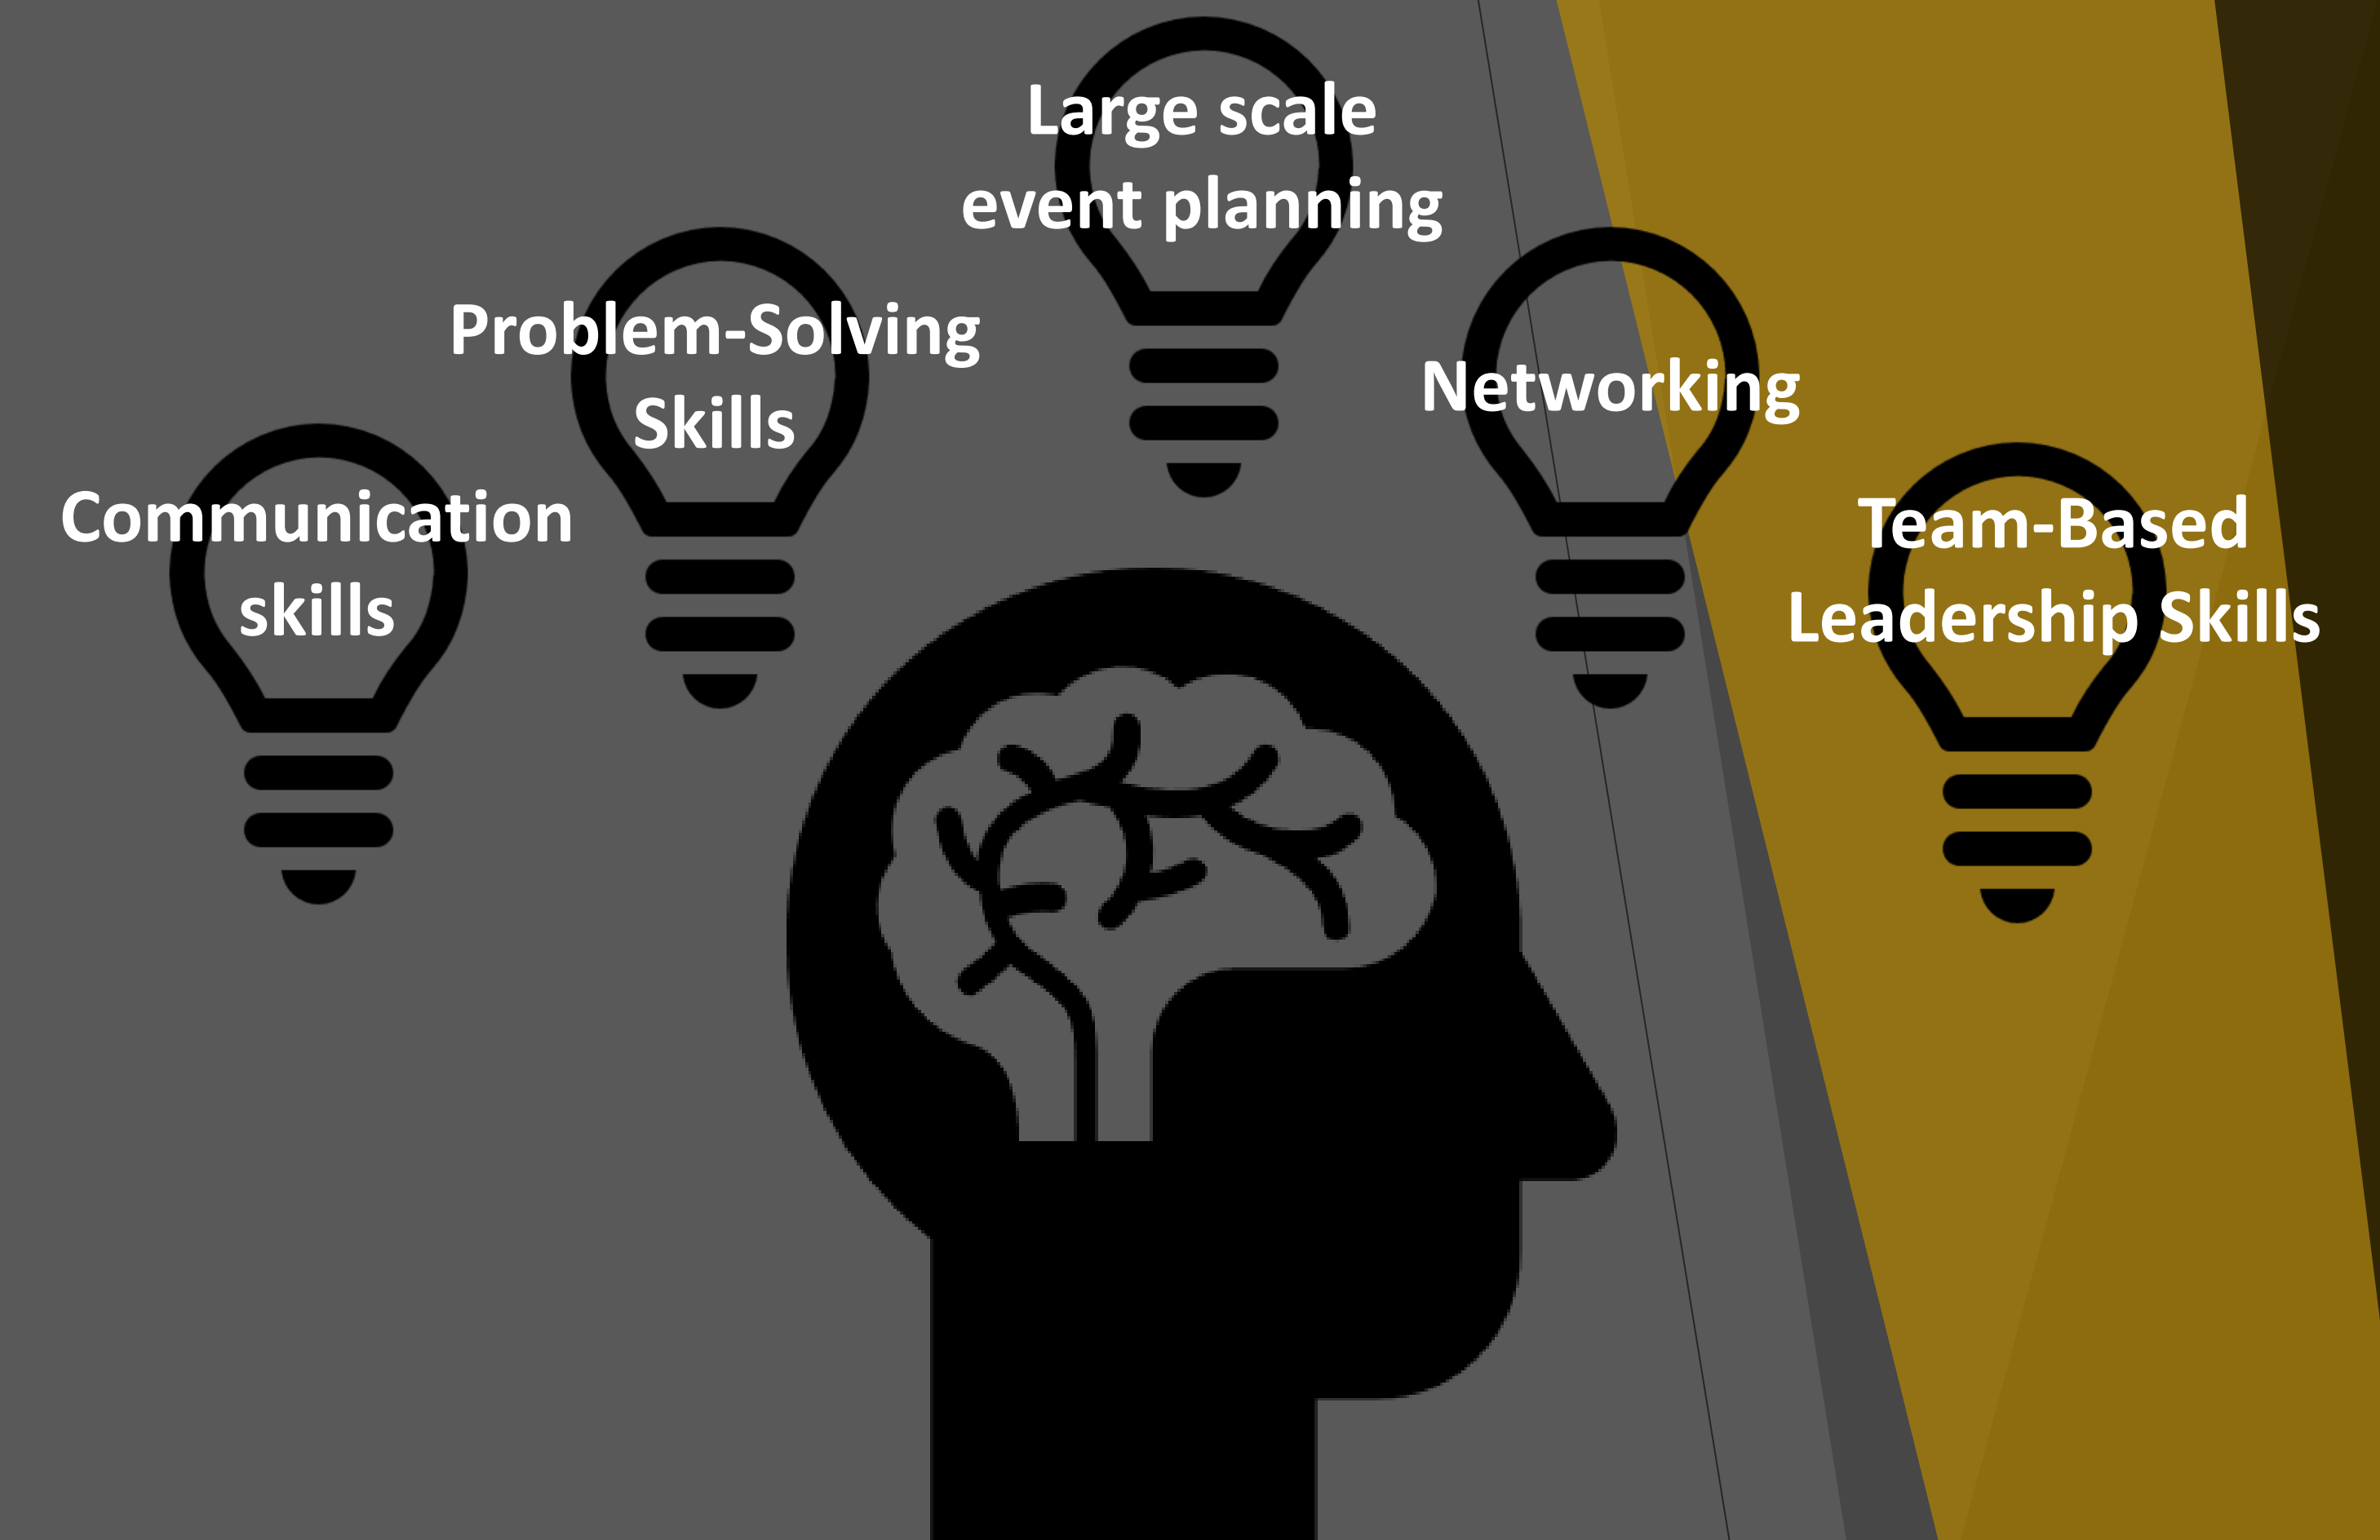 Communication
skills
Problem-Solving
Skills
Large scale
event planning
Networking
Team-Based
Leadership Skills